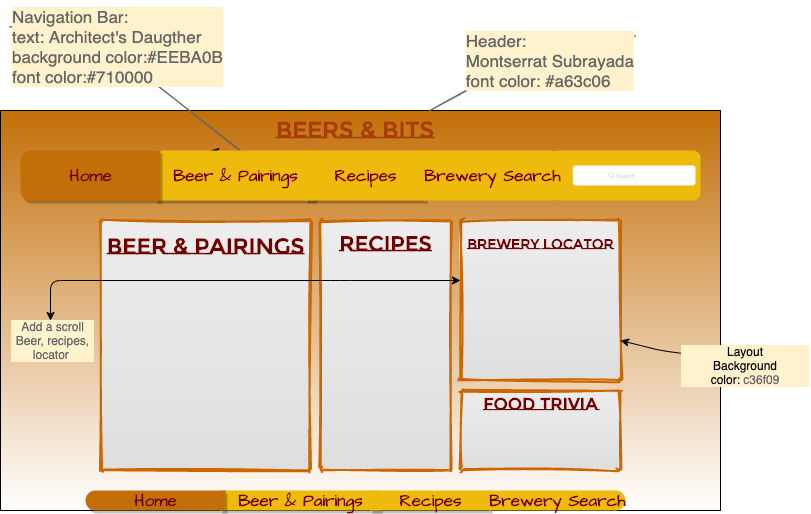 Navigation Bar:
text: Architect's Daugther
background color:#EEBA0B
font color:#710000
Header:
Montserrat Subrayada
font color: #a63c06
BEERS & BITS
Home Beer & Pairings Recipes Brewery Search Search
BEER & PAIRINGS RECIPES BREWERY LOCATOR
Add a scroll
Beer, recipes,
locator
Layout
Background
color: c36f09
FOOD TRIVIA
Home Beer & Pairings Recipes Brewery Search